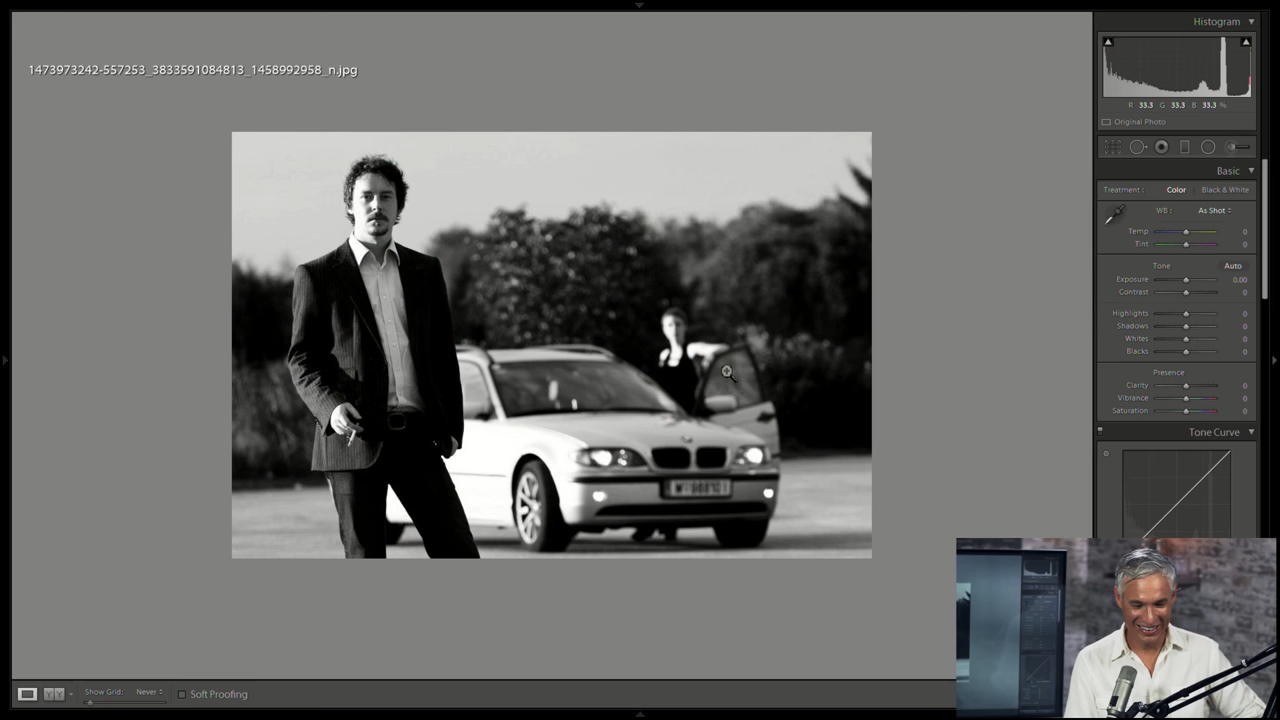 Histogram
1473973242-557253_3833591084813_1458992958_n.jpg
R 33.3 G 33.3 B 33.3 %
Original Photo
Basic
Treatment : Color Black & White
WB : As Shot
Temp 0
Tint 0
Tone Auto
Exposure 0.00
Contrast 0
Highlights 0
Shadows 0
Whites 0
Blacks 0
Presence
Clarity 0
Vibrance 0
Saturation 0
Tone Curve
Show Grid: Never
Soft Proofing